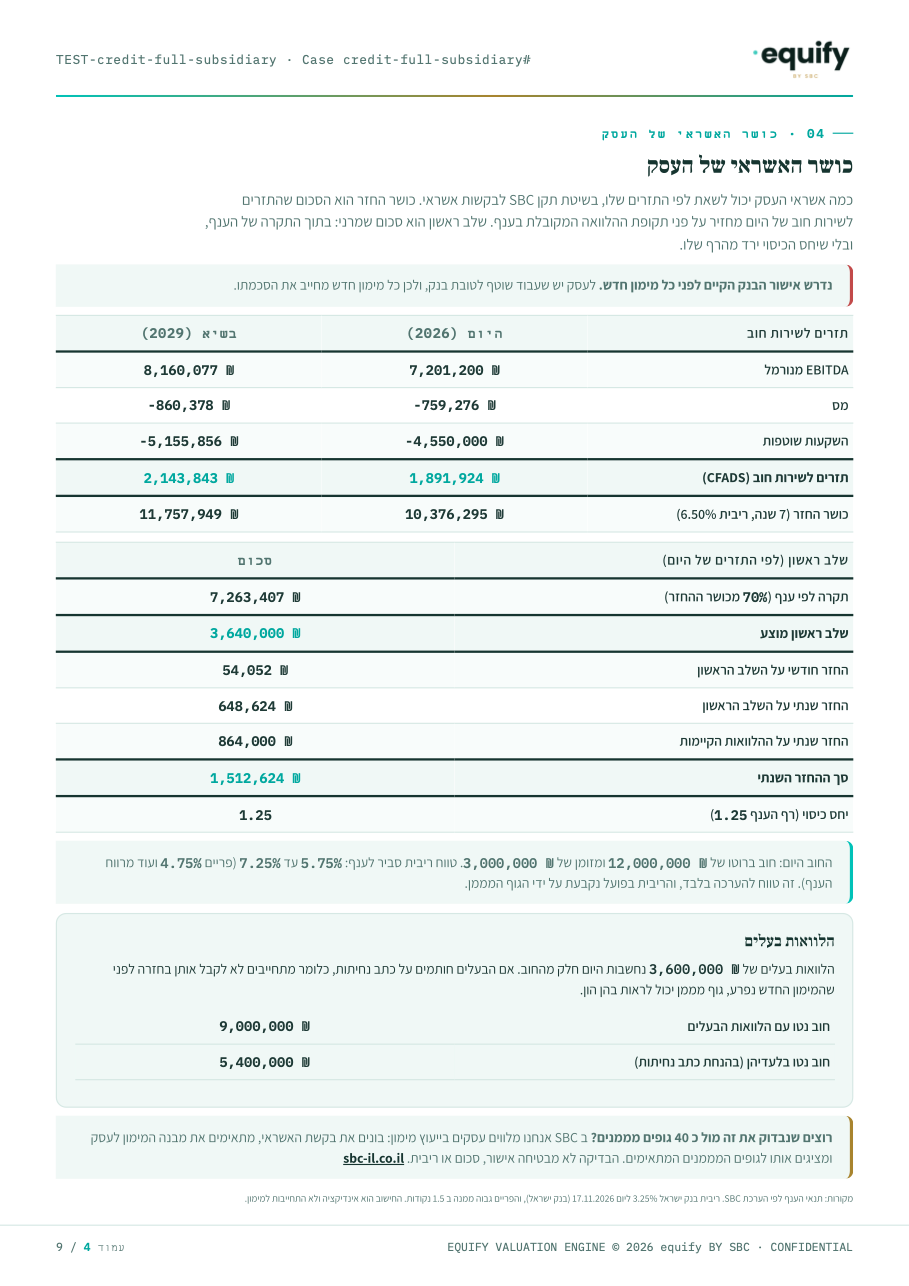 TEST-credit-full-subsidiary · Case credit-full-subsidiary#
equify
BY SBC
04 · כושר האשראי של העסק
כושר האשראי של העסק
כמה אשראי העסק יכול לשאת לפי התזרים שלו, בשיטת תקן SBC לבקשות אשראי. כושר החזר הוא הסכום שהתזרים
לשירות חוב של היום מחזיר על פני תקופת ההלוואה המקובלת בענף. שלב ראשון הוא סכום שמרני: בתוך התקרה של הענף,
ובלי שיחס הכיסוי ירד מהרף שלו.
נדרש אישור הבנק הקיים לפני כל מימון חדש. לעסק יש שעבוד שוטף לטובת בנק, ולכן כל מימון חדש מחייב את הסכמתו.
תזרים לשירות חוב היום (2026) בשיא (2029)
EBITDA מנורמל ₪ 7,201,200 ₪ 8,160,077
מס ₪ 759,276- ₪ 860,378-
השקעות שוטפות ₪ 4,550,000- ₪ 5,155,856-
תזרים לשירות חוב (CFADS) ₪ 1,891,924 ₪ 2,143,843
כושר החזר (7 שנה, ריבית 6.50%) ₪ 10,376,295 ₪ 11,757,949
שלב ראשון (לפי התזרים של היום) סכום
תקרה לפי ענף (70% מכושר ההחזר) ₪ 7,263,407
שלב ראשון מוצע ₪ 3,640,000
החזר חודשי על השלב הראשון ₪ 54,052
החזר שנתי על השלב הראשון ₪ 648,624
החזר שנתי על ההלוואות הקיימות ₪ 864,000
סך ההחזר השנתי ₪ 1,512,624
יחס כיסוי (רף הענף 1.25) 1.25
החוב היום: חוב ברוטו של ₪ 12,000,000 ומזומן של ₪ 3,000,000. טווח ריבית סביר לענף: 5.75% עד 7.25% (פריים 4.75% ועוד מרווח
הענף). זה טווח להערכה בלבד, והריבית בפועל נקבעת על ידי הגוף המממן.
הלוואות בעלים
הלוואות בעלים של ₪ 3,600,000 נחשבות היום חלק מהחוב. אם הבעלים חותמים על כתב נחיתות, כלומר מתחייבים לא לקבל אותן בחזרה לפני
שהמימון החדש נפרע, גוף מממן יכול לראות בהן הון.
חוב נטו עם הלוואות הבעלים ₪ 9,000,000
חוב נטו בלעדיהן (בהנחת כתב נחיתות) ₪ 5,400,000
רוצים שנבדוק את זה מול כ 40 גופים מממנים? ב SBC אנחנו מלווים עסקים בייעוץ מימון: בונים את בקשת האשראי, מתאימים את מבנה המימון לעסק
ומציגים אותו לגופים המממנים המתאימים. הבדיקה לא מבטיחה אישור, סכום או ריבית. sbc-il.co.il
מקורות: תנאי הענף לפי הערכת SBC. ריבית בנק ישראל 3.25% ליום 17.11.2026 (בנק ישראל), והפריים גבוה ממנה ב 1.5 נקודות. החישוב הוא אינדיקציה ולא התחייבות למימון.
עמוד 4 / 9
EQUIFY VALUATION ENGINE © 2026 equify BY SBC · CONFIDENTIAL